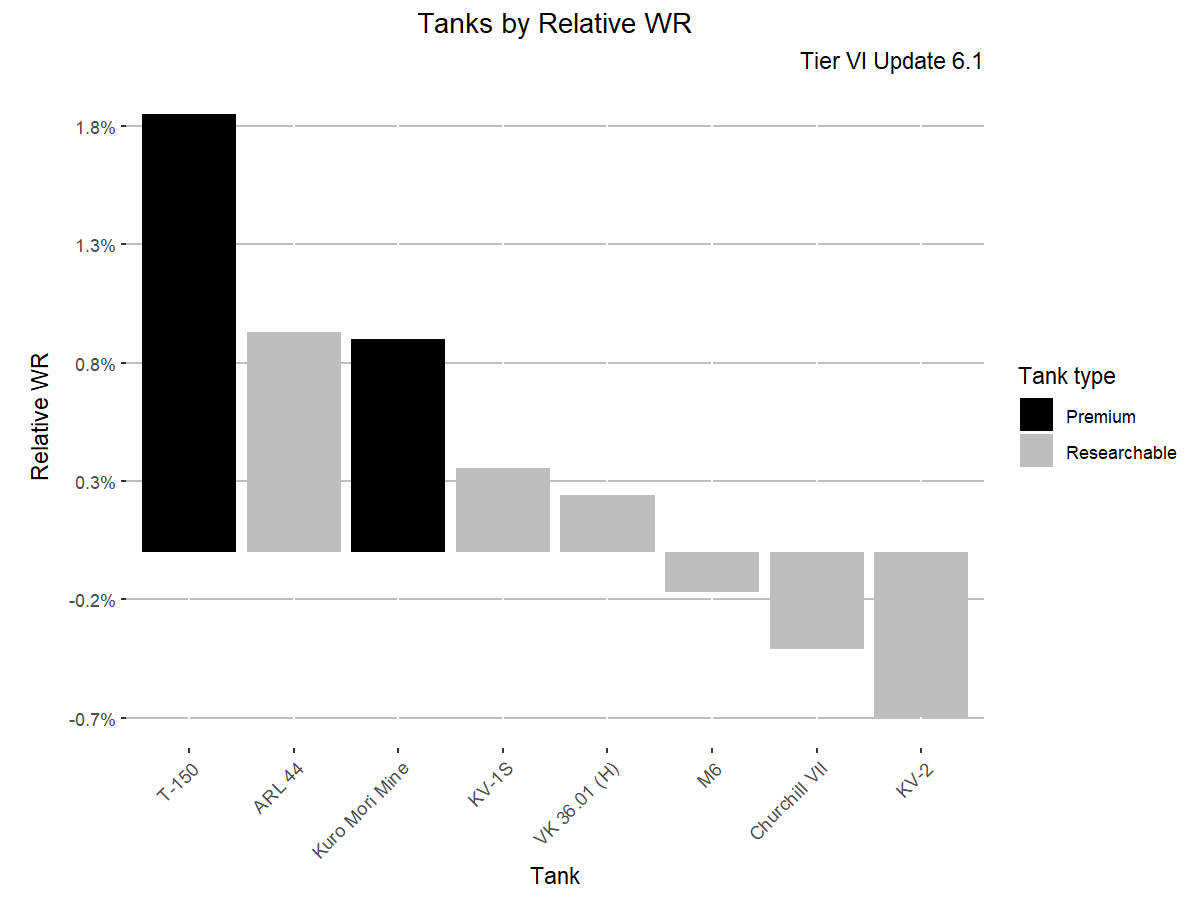 Tanks by Relative WR
Tier VI Update 6.1
Relative WR
1.8%
1.3%
0.8%
0.3%
-0.2%
-0.7%
T-150
ARL 44
Kuro Mori Mine
KV-1S
VK 36.01 (H)
M6
Churchill VII
KV-2
Tank
Tank type
Premium
Researchable